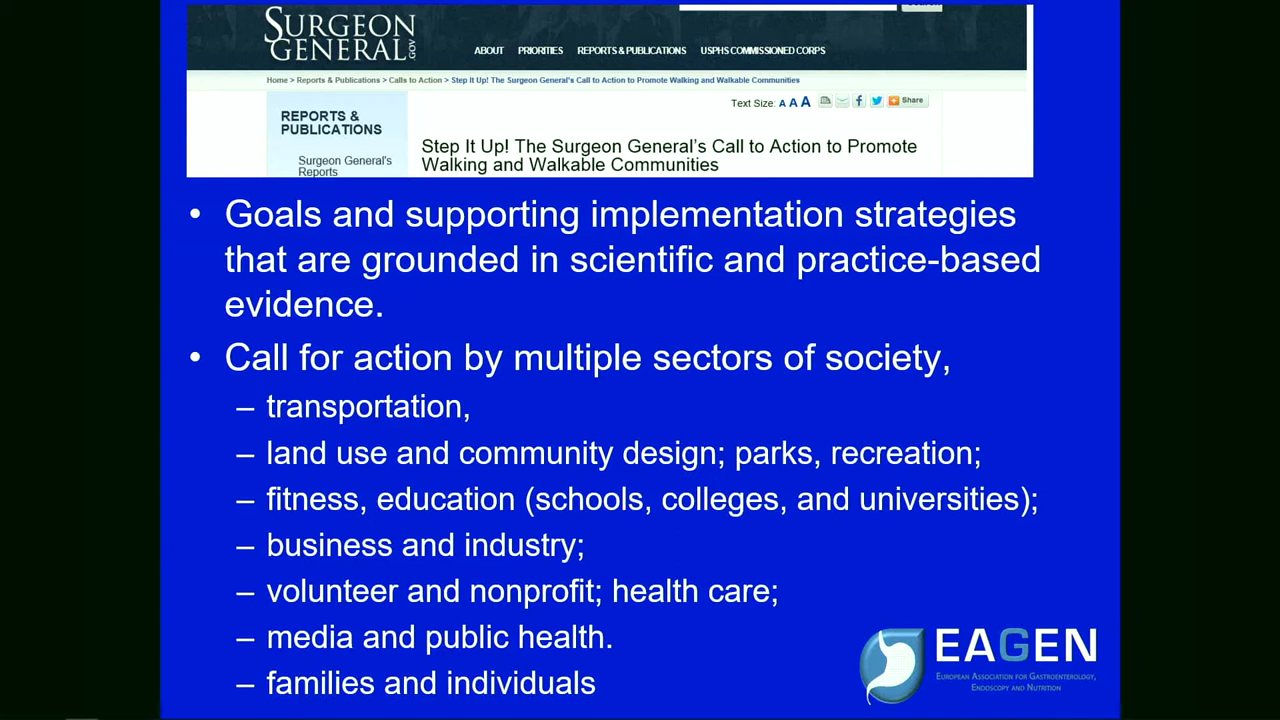 SURGEON
GENERAL.GOV
ABOUT PRIORITIES REPORTS & PUBLICATIONS USPHS COMMISSIONED CORPS
Home > Reports & Publications > Calls to Action > Step It Up! The Surgeon General's Call to Action to Promote Walking and Walkable Communities
Text Size: A A A Share
REPORTS &
PUBLICATIONS
Surgeon General's
Reports
Step It Up! The Surgeon General's Call to Action to Promote
Walking and Walkable Communities
• Goals and supporting implementation strategies
that are grounded in scientific and practice-based
evidence.
• Call for action by multiple sectors of society,
– transportation,
– land use and community design; parks, recreation;
– fitness, education (schools, colleges, and universities);
– business and industry;
– volunteer and nonprofit; health care;
– media and public health.
– families and individuals
EAGEN
EUROPEAN ASSOCIATION FOR GASTROENTEROLOGY,
ENDOSCOPY AND NUTRITION